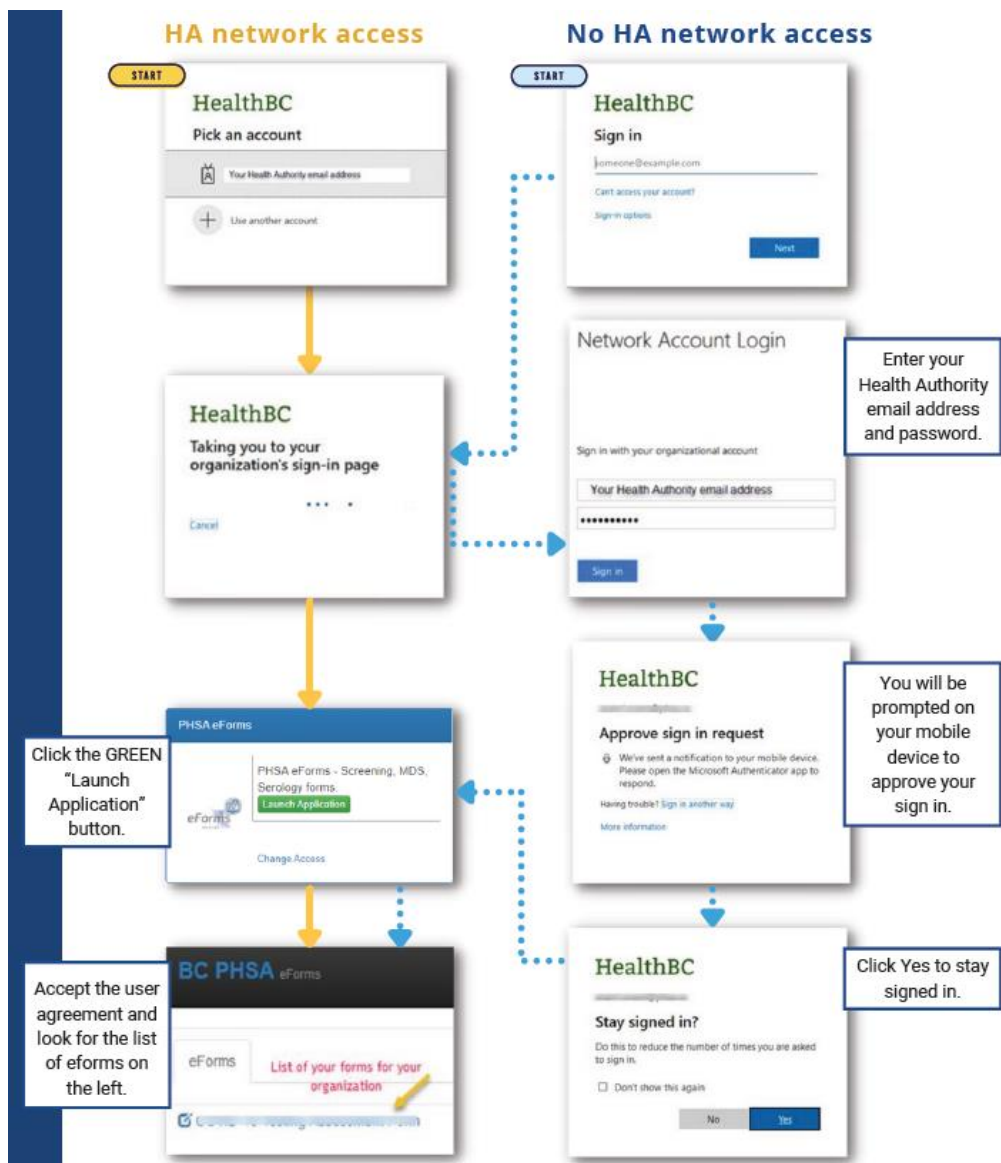 HA network access
START
HealthBC
Pick an account
Your Health Authority email address
Use another account
HealthBC
Taking you to your
organization's sign-in page
Cancel
Click the GREEN
“Launch
Application”
button.
PHSA eForms
eForms
PHSA eForms - Screening, MDS,
Serology forms.
Launch Application
Change Access
Accept the user
agreement and
look for the list
of eforms on
the left.
BC PHSA eForms
eForms
List of your forms for your
organization
No HA network access
START
HealthBC
Sign in
someone@example.com
Can't access your account?
Sign-in options
Next
Network Account Login
Sign in with your organizational account
Your Health Authority email address
Sign in
Enter your
Health Authority
email address
and password.
HealthBC
Approve sign in request
We've sent a notification to your mobile device.
Please open the Microsoft Authenticator app to
respond.
Having trouble? Sign in another way
More information
You will be
prompted on
your mobile
device to
approve your
sign in.
HealthBC
Stay signed in?
Do this to reduce the number of times you are asked
to sign in.
Don't show this again
No
Yes
Click Yes to stay
signed in.